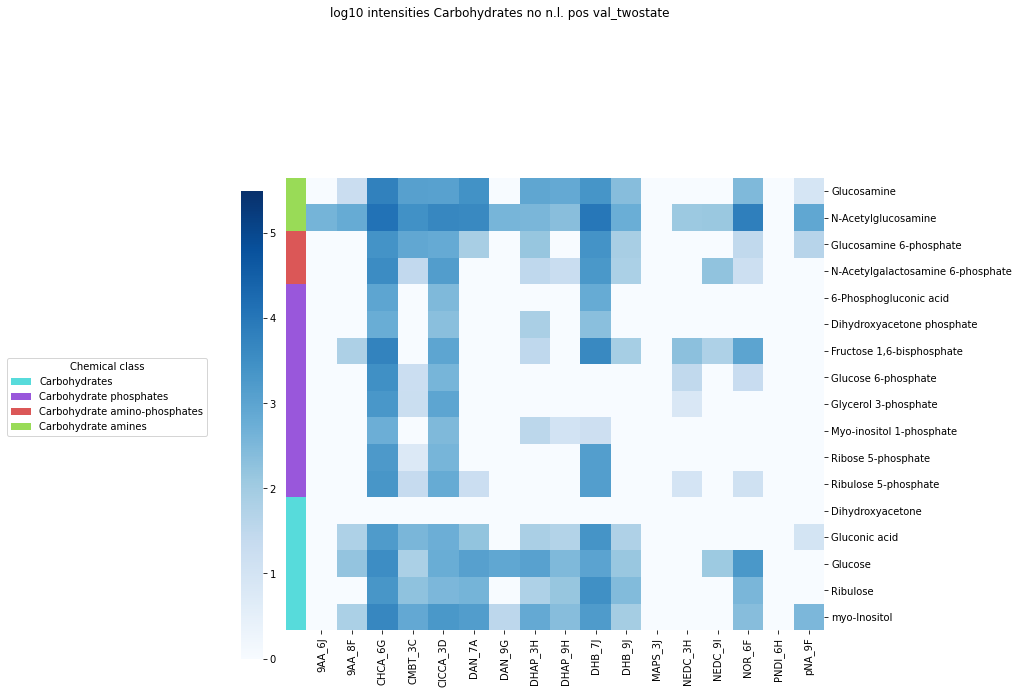 log10 intensities Carbohydrates no n.l. pos val_twostate
Glucosamine
N-Acetylglucosamine
Glucosamine 6-phosphate
N-Acetylgalactosamine 6-phosphate
6-Phosphogluconic acid
Dihydroxyacetone phosphate
Fructose 1,6-bisphosphate
Glucose 6-phosphate
Glycerol 3-phosphate
Myo-inositol 1-phosphate
Ribose 5-phosphate
Ribulose 5-phosphate
Dihydroxyacetone
Gluconic acid
Glucose
Ribulose
myo-Inositol
5
4
3
2
1
0
Chemical class
Carbohydrates
Carbohydrate phosphates
Carbohydrate amino-phosphates
Carbohydrate amines
9AA_6J
9AA_8F
CHCA_6G
CMBT_3C
ClCCA_3D
DAN_7A
DAN_9G
DHAP_3H
DHAP_9H
DHB_7J
DHB_9J
MAPS_3J
NEDC_3H
NEDC_9I
NOR_6F
PNDI_6H
pNA_9F